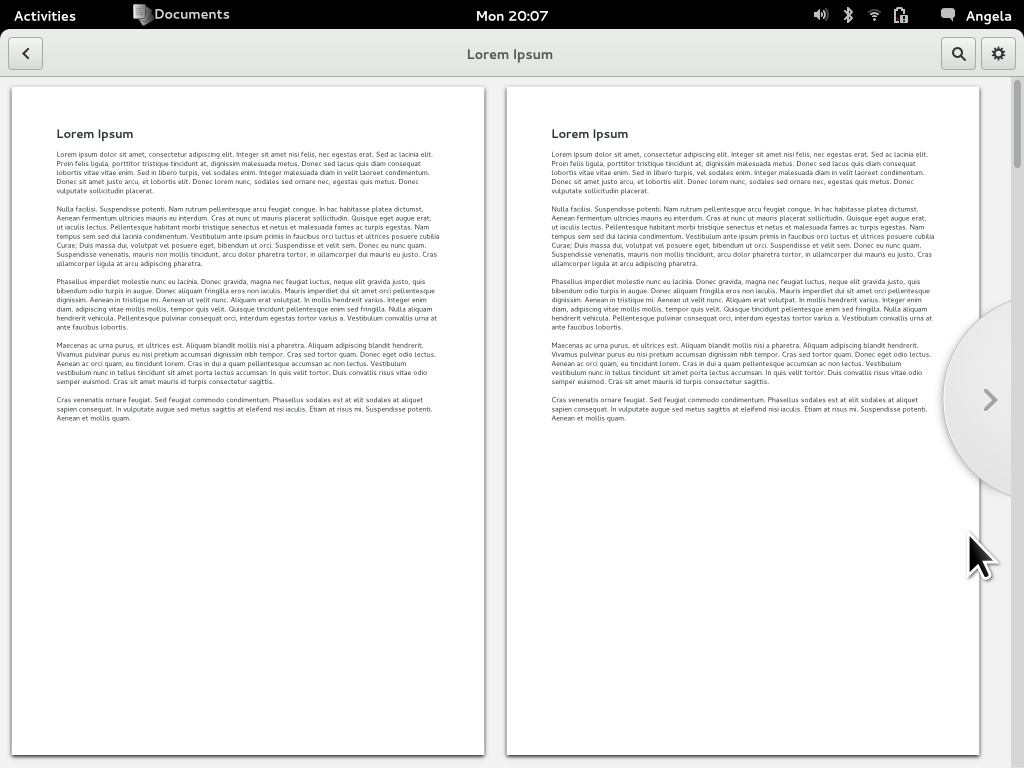 Activities Documents Mon 20:07 Angela
Lorem Ipsum
Lorem Ipsum
Lorem ipsum dolor sit amet, consectetur adipiscing elit. Integer sit amet nisi felis, nec egestas erat. Sed ac lacinia elit.
Proin felis ligula, porttitor tristique tincidunt at, dignissim malesuada metus. Donec sed lacus quis diam consequat
lobortis vitae vitae enim. Sed in libero turpis, vel sodales enim. Integer malesuada diam in velit laoreet condimentum.
Donec sit amet justo arcu, et lobortis elit. Donec lorem nunc, sodales sed ornare nec, egestas quis metus. Donec
vulputate sollicitudin placerat.
Nulla facilisi. Suspendisse potenti. Nam rutrum pellentesque arcu feugiat congue. In hac habitasse platea dictumst.
Aenean fermentum ultricies mauris eu interdum. Cras at nunc ut mauris placerat sollicitudin. Quisque eget augue erat,
ut iaculis lectus. Pellentesque habitant morbi tristique senectus et netus et malesuada fames ac turpis egestas. Nam
tempus sem sed dui lacinia condimentum. Vestibulum ante ipsum primis in faucibus orci luctus et ultrices posuere cubilia
Curae; Duis massa dui, volutpat vel posuere eget, bibendum ut orci. Suspendisse et velit sem. Donec eu nunc quam.
Suspendisse venenatis, mauris non mollis tincidunt, arcu dolor pharetra tortor, in ullamcorper dui mauris eu justo. Cras
ullamcorper ligula at arcu adipiscing pharetra.
Phasellus imperdiet molestie nunc eu lacinia. Donec gravida, magna nec feugiat luctus, neque elit gravida justo, quis
bibendum odio turpis in augue. Donec aliquam fringilla eros non iaculis. Mauris imperdiet dui sit amet orci pellentesque
dignissim. Aenean in tristique mi. Aenean ut velit nunc. Aliquam erat volutpat. In mollis hendrerit varius. Integer enim
diam, adipiscing vitae mollis mollis, tempor quis velit. Quisque tincidunt pellentesque enim sed fringilla. Nulla aliquam
hendrerit vehicula. Pellentesque pulvinar consequat orci, interdum egestas tortor varius a. Vestibulum convallis urna at
ante faucibus lobortis.
Maecenas ac urna purus, et ultrices est. Aliquam blandit mollis nisi a pharetra. Aliquam adipiscing blandit hendrerit.
Vivamus pulvinar purus eu nisi pretium accumsan dignissim nibh tempor. Cras sed tortor quam. Donec eget odio lectus.
Aenean ac orci quam, eu tincidunt lorem. Cras in dui a quam pellentesque accumsan ac non lectus. Vestibulum
vestibulum nunc in tellus tincidunt sit amet porta lectus accumsan. In quis velit tortor. Duis convallis risus vitae odio
semper euismod. Cras sit amet mauris id turpis consectetur sagittis.
Cras venenatis ornare feugiat. Sed feugiat commodo condimentum. Phasellus sodales est at elit sodales at aliquet
sapien consequat. In vulputate augue sed metus sagittis at eleifend nisi iaculis. Etiam at risus mi. Suspendisse potenti.
Aenean et mollis quam.
Lorem Ipsum
Lorem ipsum dolor sit amet, consectetur adipiscing elit. Integer sit amet nisi felis, nec egestas erat. Sed ac lacinia elit.
Proin felis ligula, porttitor tristique tincidunt at, dignissim malesuada metus. Donec sed lacus quis diam consequat
lobortis vitae vitae enim. Sed in libero turpis, vel sodales enim. Integer malesuada diam in velit laoreet condimentum.
Donec sit amet justo arcu, et lobortis elit. Donec lorem nunc, sodales sed ornare nec, egestas quis metus. Donec
vulputate sollicitudin placerat.
Nulla facilisi. Suspendisse potenti. Nam rutrum pellentesque arcu feugiat congue. In hac habitasse platea dictumst.
Aenean fermentum ultricies mauris eu interdum. Cras at nunc ut mauris placerat sollicitudin. Quisque eget augue erat,
ut iaculis lectus. Pellentesque habitant morbi tristique senectus et netus et malesuada fames ac turpis egestas. Nam
tempus sem sed dui lacinia condimentum. Vestibulum ante ipsum primis in faucibus orci luctus et ultrices posuere cubilia
Curae; Duis massa dui, volutpat vel posuere eget, bibendum ut orci. Suspendisse et velit sem. Donec eu nunc quam.
Suspendisse venenatis, mauris non mollis tincidunt, arcu dolor pharetra tortor, in ullamcorper dui mauris eu justo. Cras
ullamcorper ligula at arcu adipiscing pharetra.
Phasellus imperdiet molestie nunc eu lacinia. Donec gravida, magna nec feugiat luctus, neque elit gravida justo, quis
bibendum odio turpis in augue. Donec aliquam fringilla eros non iaculis. Mauris imperdiet dui sit amet orci pellentesque
dignissim. Aenean in tristique mi. Aenean ut velit nunc. Aliquam erat volutpat. In mollis hendrerit varius. Integer enim
diam, adipiscing vitae mollis mollis, tempor quis velit. Quisque tincidunt pellentesque enim sed fringilla. Nulla aliquam
hendrerit vehicula. Pellentesque pulvinar consequat orci, interdum egestas tortor varius a. Vestibulum convallis urna at
ante faucibus lobortis.
Maecenas ac urna purus, et ultrices est. Aliquam blandit mollis nisi a pharetra. Aliquam adipiscing blandit hendrerit.
Vivamus pulvinar purus eu nisi pretium accumsan dignissim nibh tempor. Cras sed tortor quam. Donec eget odio lectus.
Aenean ac orci quam, eu tincidunt lorem. Cras in dui a quam pellentesque accumsan ac non lectus. Vestibulum
vestibulum nunc in tellus tincidunt sit amet porta lectus accumsan. In quis velit tortor. Duis convallis risus vitae odio
semper euismod. Cras sit amet mauris id turpis consectetur sagittis.
Cras venenatis ornare feugiat. Sed feugiat commodo condimentum. Phasellus sodales est at elit sodales at aliquet
sapien consequat. In vulputate augue sed metus sagittis at eleifend nisi iaculis. Etiam at risus mi. Suspendisse potenti.
Aenean et mollis quam.